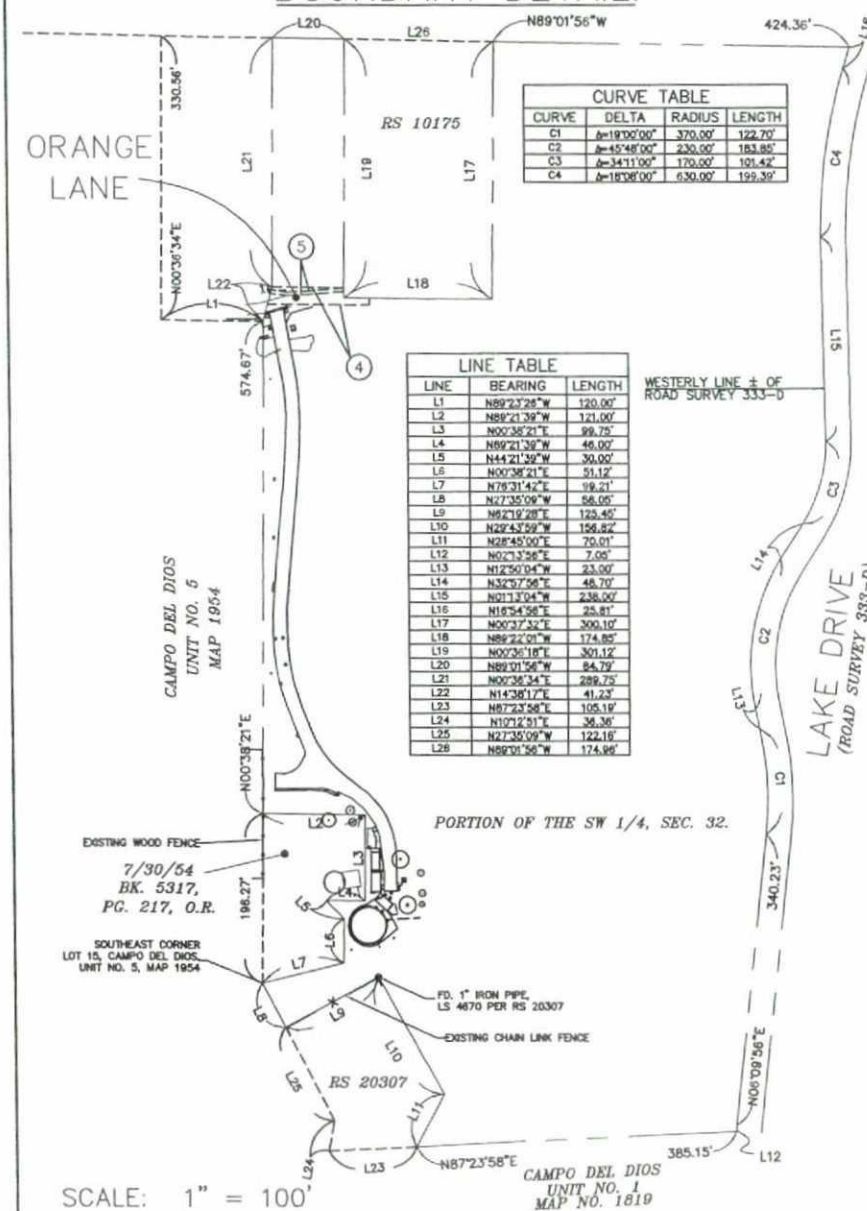 L20
L26
N89°01'56"W
424.36'
L16
330.56'
RS 10175
L21
L19
L17
ORANGE
LANE
CURVE TABLE
CURVE DELTA RADIUS LENGTH
C1 Δ=19°00'00" 370.00' 122.70'
C2 Δ=45°48'00" 230.00' 183.85'
C3 Δ=34°11'00" 170.00' 101.42'
C4 Δ=18°08'00" 630.00' 199.39'
C4
5
N00°36'34"E
L22
L1
L18
4
574.67'
L15
WESTERLY LINE ± OF
ROAD SURVEY 333-D
LINE TABLE
LINE BEARING LENGTH
L1 N89°23'26"W 120.00'
L2 N89°21'39"W 121.00'
L3 N00°38'21"E 99.75'
L4 N89°21'39"W 46.00'
L5 N44°21'39"W 30.00'
L6 N00°38'21"E 51.12'
L7 N76°31'42"E 99.21'
L8 N27°35'09"W 58.05'
L9 N62°19'28"E 125.45'
L10 N29°43'59"W 156.82'
L11 N28°45'00"E 70.01'
L12 N02°13'56"E 7.05'
L13 N12°50'04"W 23.00'
L14 N32°57'56"E 48.70'
L15 N01°13'04"W 238.00'
L16 N16°54'56"E 25.81'
L17 N00°37'32"E 300.10'
L18 N89°22'01"W 174.85'
L19 N00°36'18"E 301.12'
L20 N89°01'56"W 84.79'
L21 N00°36'34"E 289.75'
L22 N14°38'17"E 41.23'
L23 N87°23'58"E 105.19'
L24 N10°12'51"E 36.36'
L25 N27°35'09"W 122.16'
L26 N89°01'56"W 174.96'
C3
L14
CAMPO DEL DIOS
UNIT NO. 5
MAP 1954
C2
LAKE DRIVE
(ROAD SURVEY 333-D)
L13
N00°38'21"E
C1
L2
PORTION OF THE SW 1/4, SEC. 32.
EXISTING WOOD FENCE
7/30/54
BK. 5317,
PG. 217, O.R.
196.27'
L3
L4
L5
L6
340.23'
SOUTHEAST CORNER
LOT 15, CAMPO DEL DIOS
UNIT NO. 5, MAP 1954
L7
L8
L9
FD. 1" IRON PIPE,
LS 4670 PER RS 20307
EXISTING CHAIN LINK FENCE
L10
L25
RS 20307
L11
N06°09'56"E
L24
L23
N87°23'58"E
385.15'
L12
CAMPO DEL DIOS
UNIT NO. 1
MAP NO. 1819
SCALE: 1" = 100'